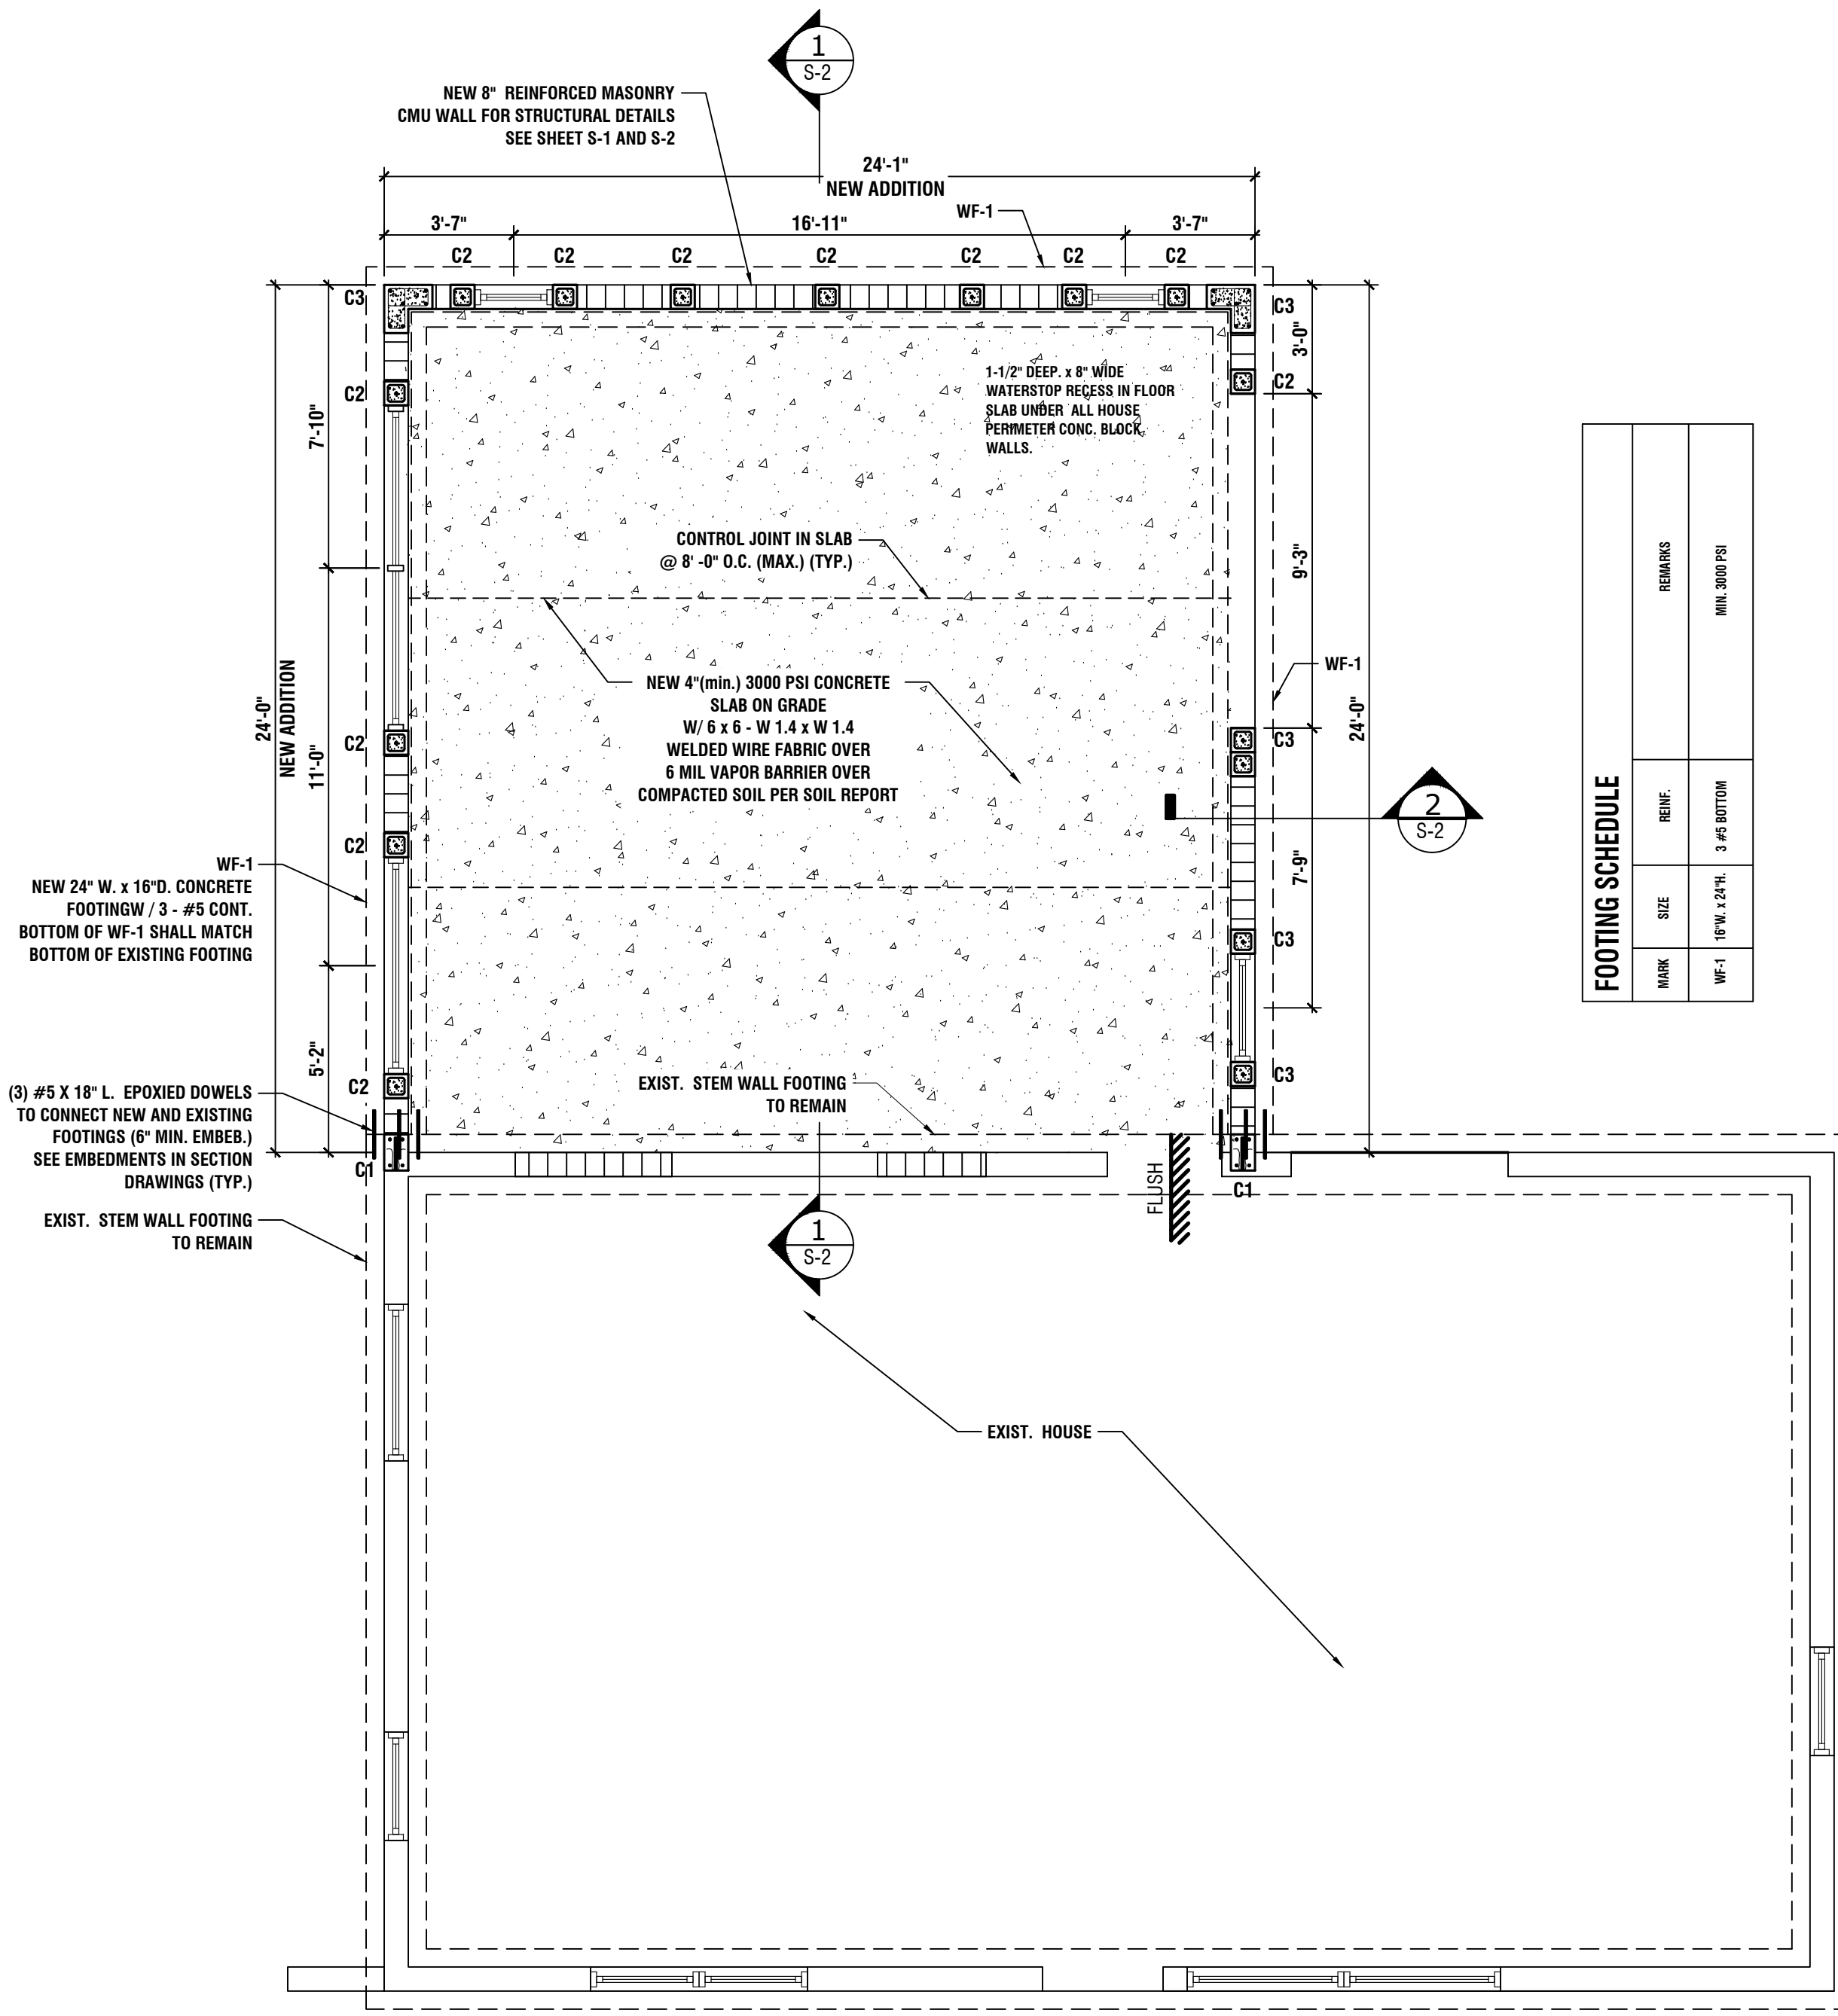 1
S-2
NEW 8" REINFORCED MASONRY
CMU WALL FOR STRUCTURAL DETAILS
SEE SHEET S-1 AND S-2
24'-1"
NEW ADDITION
WF-1
3'-7"
16'-11"
3'-7"
C2
C2
C2
C2
C2
C2
C2
C3
C3
3'-0"
C2
C2
1-1/2" DEEP. x 8" WIDE
WATERSTOP RECESS IN FLOOR
SLAB UNDER ALL HOUSE
PERIMETER CONC. BLOCK
WALLS.
7'-10"
CONTROL JOINT IN SLAB
@ 8' -0" O.C. (MAX.) (TYP.)
9'-3"
WF-1
NEW 4"(min.) 3000 PSI CONCRETE
SLAB ON GRADE
W/ 6 x 6 - W 1.4 x W 1.4
WELDED WIRE FABRIC OVER
6 MIL VAPOR BARRIER OVER
COMPACTED SOIL PER SOIL REPORT
24'-0"
NEW ADDITION
24'-0"
C2
C3
11'-0"
2
S-2
C2
7'-9"
WF-1
NEW 24" W. x 16"D. CONCRETE
FOOTINGW / 3 - #5 CONT.
BOTTOM OF WF-1 SHALL MATCH
BOTTOM OF EXISTING FOOTING
C3
5'-2"
C2
C3
EXIST. STEM WALL FOOTING
TO REMAIN
(3) #5 X 18" L. EPOXIED DOWELS
TO CONNECT NEW AND EXISTING
FOOTINGS (6" MIN. EMBEB.)
SEE EMBEDMENTS IN SECTION
DRAWINGS (TYP.)
C1
FLUSH
C1
EXIST. STEM WALL FOOTING
TO REMAIN
1
S-2
EXIST. HOUSE
FOOTING SCHEDULE
MARK SIZE REINF. REMARKS
WF-1 16"W. x 24"H. 3 #5 BOTTOM MIN. 3000 PSI